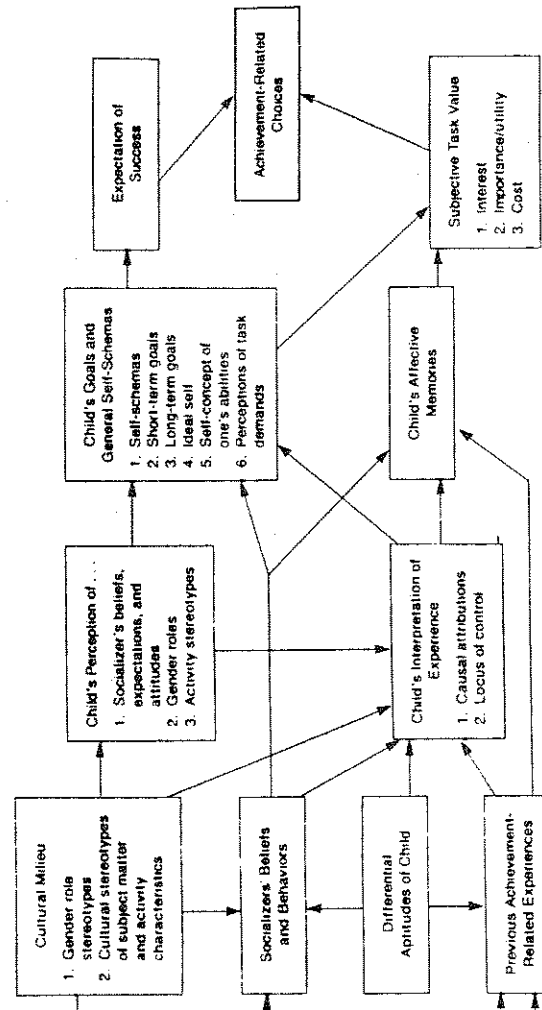 Cultural Milieu
1. Gender role
stereotypes
2. Cultural stereotypes
of subject matter
and activity
characteristics
Socializers' Beliefs
and Behaviors
Differential
Aptitudes of Child
Previous Achievement-
Related Experiences
Child's Perception of . . .
1. Socializer's beliefs,
expectations, and
attitudes
2. Gender roles
3. Activity stereotypes
Child's Interpretation of
Experience
1. Causal attributions
2. Locus of control
Child's Goals and
General Self-Schemas
1. Self-schemas
2. Short-term goals
3. Long-term goals
4. Ideal self
5. Self-concept of
one's abilities
6. Perceptions of task
demands
Child's Affective
Memories
Expectation of
Success
Achievement-Related
Choices
Subjective Task Value
1. Interest
2. Importance/utility
3. Cost